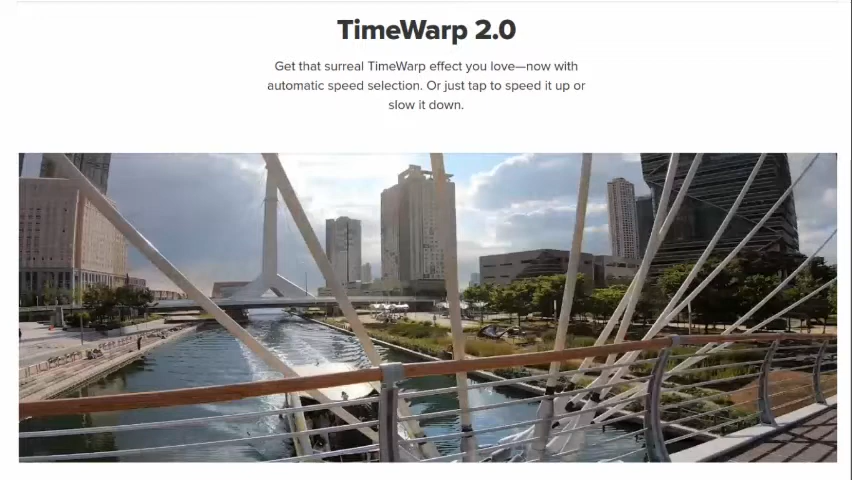 TimeWarp 2.0
Get that surreal TimeWarp effect you love—now with
automatic speed selection. Or just tap to speed it up or
slow it down.